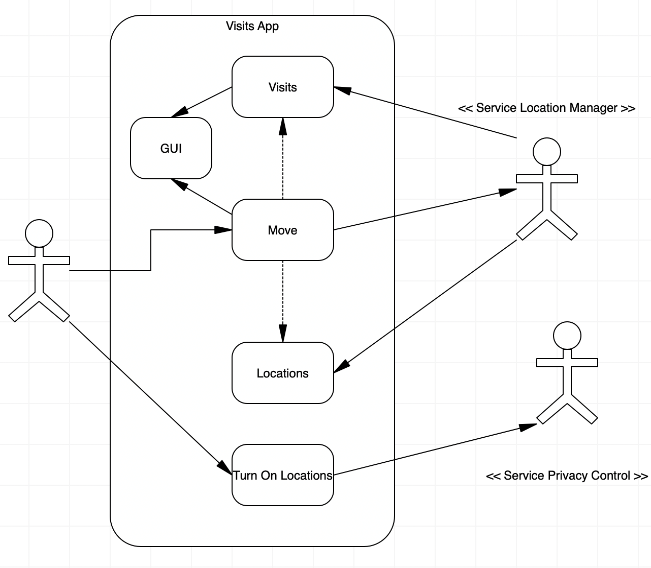 Visits App
Visits
<< Service Location Manager >>
GUI
Move
Locations
Turn On Locations
<< Service Privacy Control >>